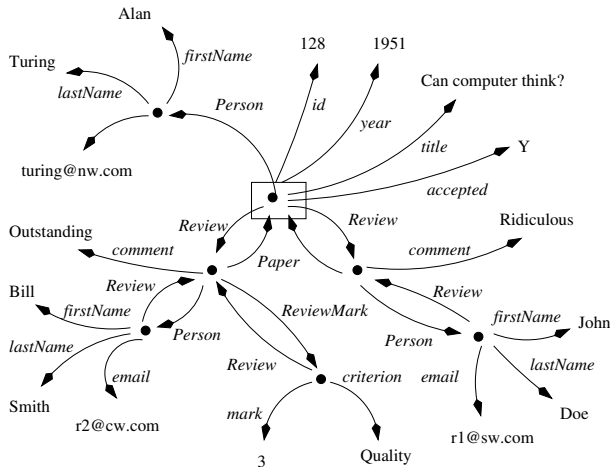 Alan
128
1951
firstName
Turing
Can computer think?
lastName
Person
id
year
title
Y
turing@nw.com
accepted
Review
Review
Ridiculous
Outstanding
comment
Paper
comment
Review
Bill
ReviewMark
Review
firstName
Person
firstName
John
lastName
Person
Review
lastName
email
criterion
email
Smith
mark
Doe
r2@cw.com
r1@sw.com
3
Quality